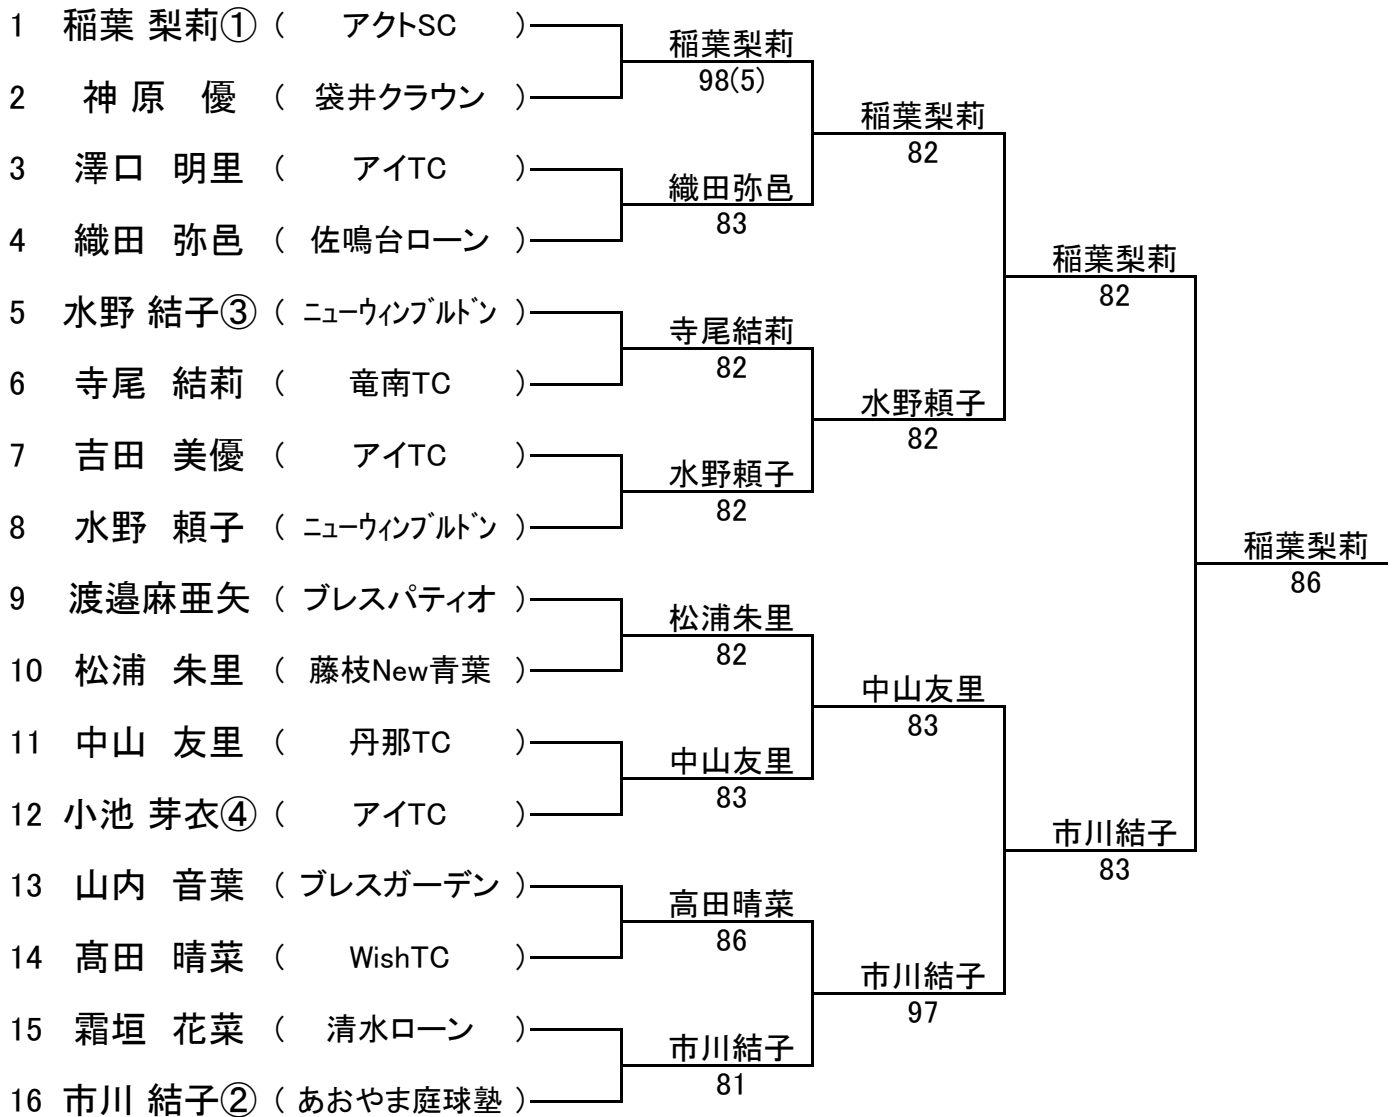 1 稲葉 梨莉① ( アクトSC )
稲葉梨莉
98(5)
2 神 原 優 ( 袋井クラウン )
稲葉梨莉
82
3 澤口 明里 ( アイTC )
織田弥邑
83
4 織田 弥邑 ( 佐鳴台ローン )
稲葉梨莉
82
5 水野 結子③ ( ニューウィンブルドン )
寺尾結莉
82
6 寺尾 結莉 ( 竜南TC )
水野頼子
82
7 吉田 美優 ( アイTC )
水野頼子
82
8 水野 頼子 ( ニューウィンブルドン )
稲葉梨莉
86
9 渡邉麻亜矢 ( ブレスパティオ )
松浦朱里
82
10 松浦 朱里 ( 藤枝New青葉 )
中山友里
83
11 中山 友里 ( 丹那TC )
中山友里
83
12 小池 芽衣④ ( アイTC )
市川結子
83
13 山内 音葉 ( ブレスガーデン )
高田晴菜
86
14 髙田 晴菜 ( WishTC )
市川結子
97
15 霜垣 花菜 ( 清水ローン )
市川結子
81
16 市川 結子② ( あおやま庭球塾 )